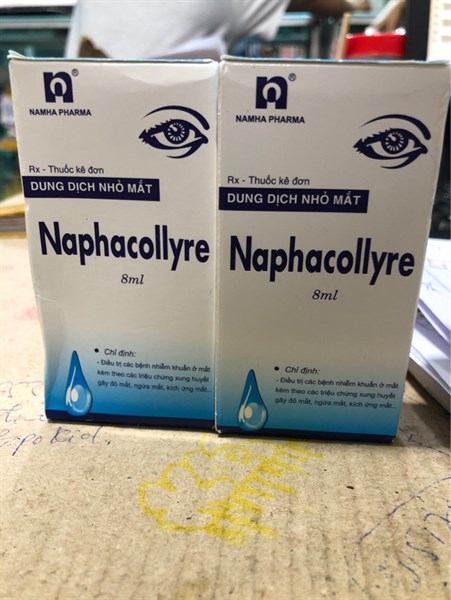 NAMHA PHARMA
Rx - Thuốc kê đơn
DUNG DỊCH NHỎ MẮT
Naphacollyre
8ml
• Chỉ định:
- Điều trị các bệnh nhiễm khuẩn ở mắt
kèm theo các triệu chứng xung huyết
gây đỏ mắt, ngứa mắt, kích ứng mắt...
NAMHA PHARMA
Rx - Thuốc kê đơn
DUNG DỊCH NHỎ MẮT
Naphacollyre
8ml
• Chỉ định:
- Điều trị các bệnh nhiễm khuẩn ở mắt
kèm theo các triệu chứng xung huyết
gây đỏ mắt, ngứa mắt, kích ứng mắt...